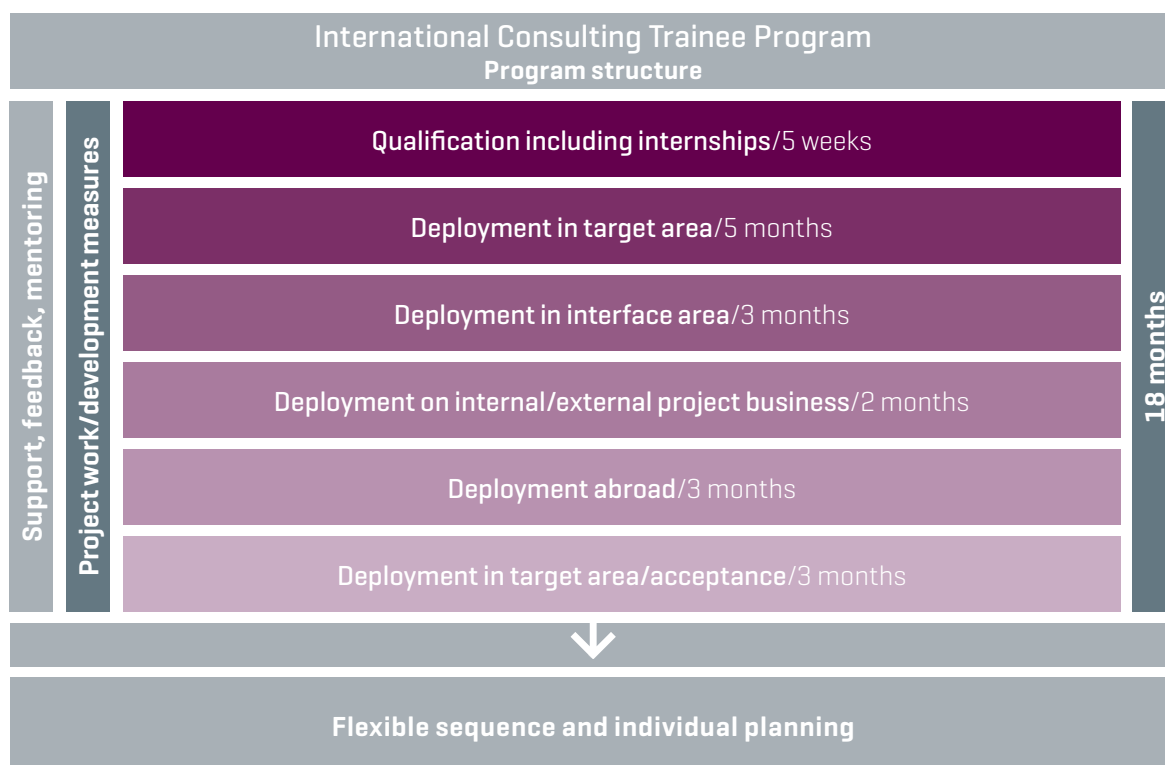 International Consulting Trainee Program
Program structure
Support, feedback, mentoring
Project work/development measures
Qualification including internships/5 weeks
Deployment in target area/5 months
Deployment in interface area/3 months
Deployment on internal/external project business/2 months
Deployment abroad/3 months
Deployment in target area/acceptance/3 months
18 months
Flexible sequence and individual planning